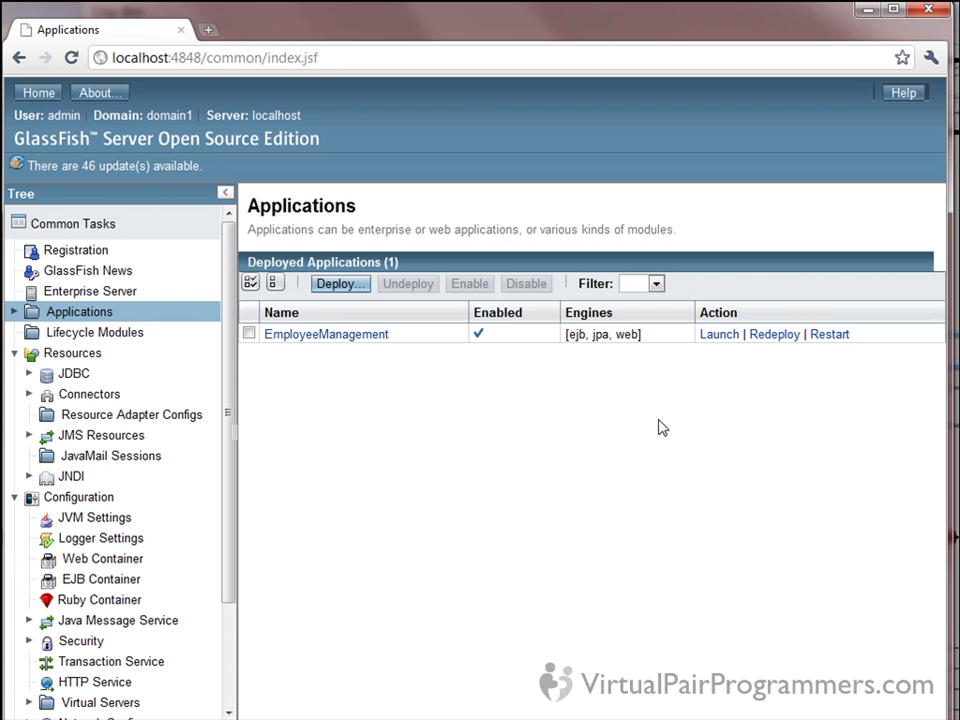 Applications
localhost:4848/common/index.jsf
Home About... Help
User: admin Domain: domain1 Server: localhost
GlassFish™ Server Open Source Edition
There are 46 update(s) available.
Tree
Common Tasks
Registration
GlassFish News
Enterprise Server
Applications
Lifecycle Modules
Resources
JDBC
Connectors
Resource Adapter Configs
JMS Resources
JavaMail Sessions
JNDI
Configuration
JVM Settings
Logger Settings
Web Container
EJB Container
Ruby Container
Java Message Service
Security
Transaction Service
HTTP Service
Virtual Servers
Applications
Applications can be enterprise or web applications, or various kinds of modules.
Deployed Applications (1)
Deploy... Undeploy Enable Disable Filter:
Name Enabled Engines Action
EmployeeManagement [ejb, jpa, web] Launch | Redeploy | Restart
VirtualPairProgrammers.com